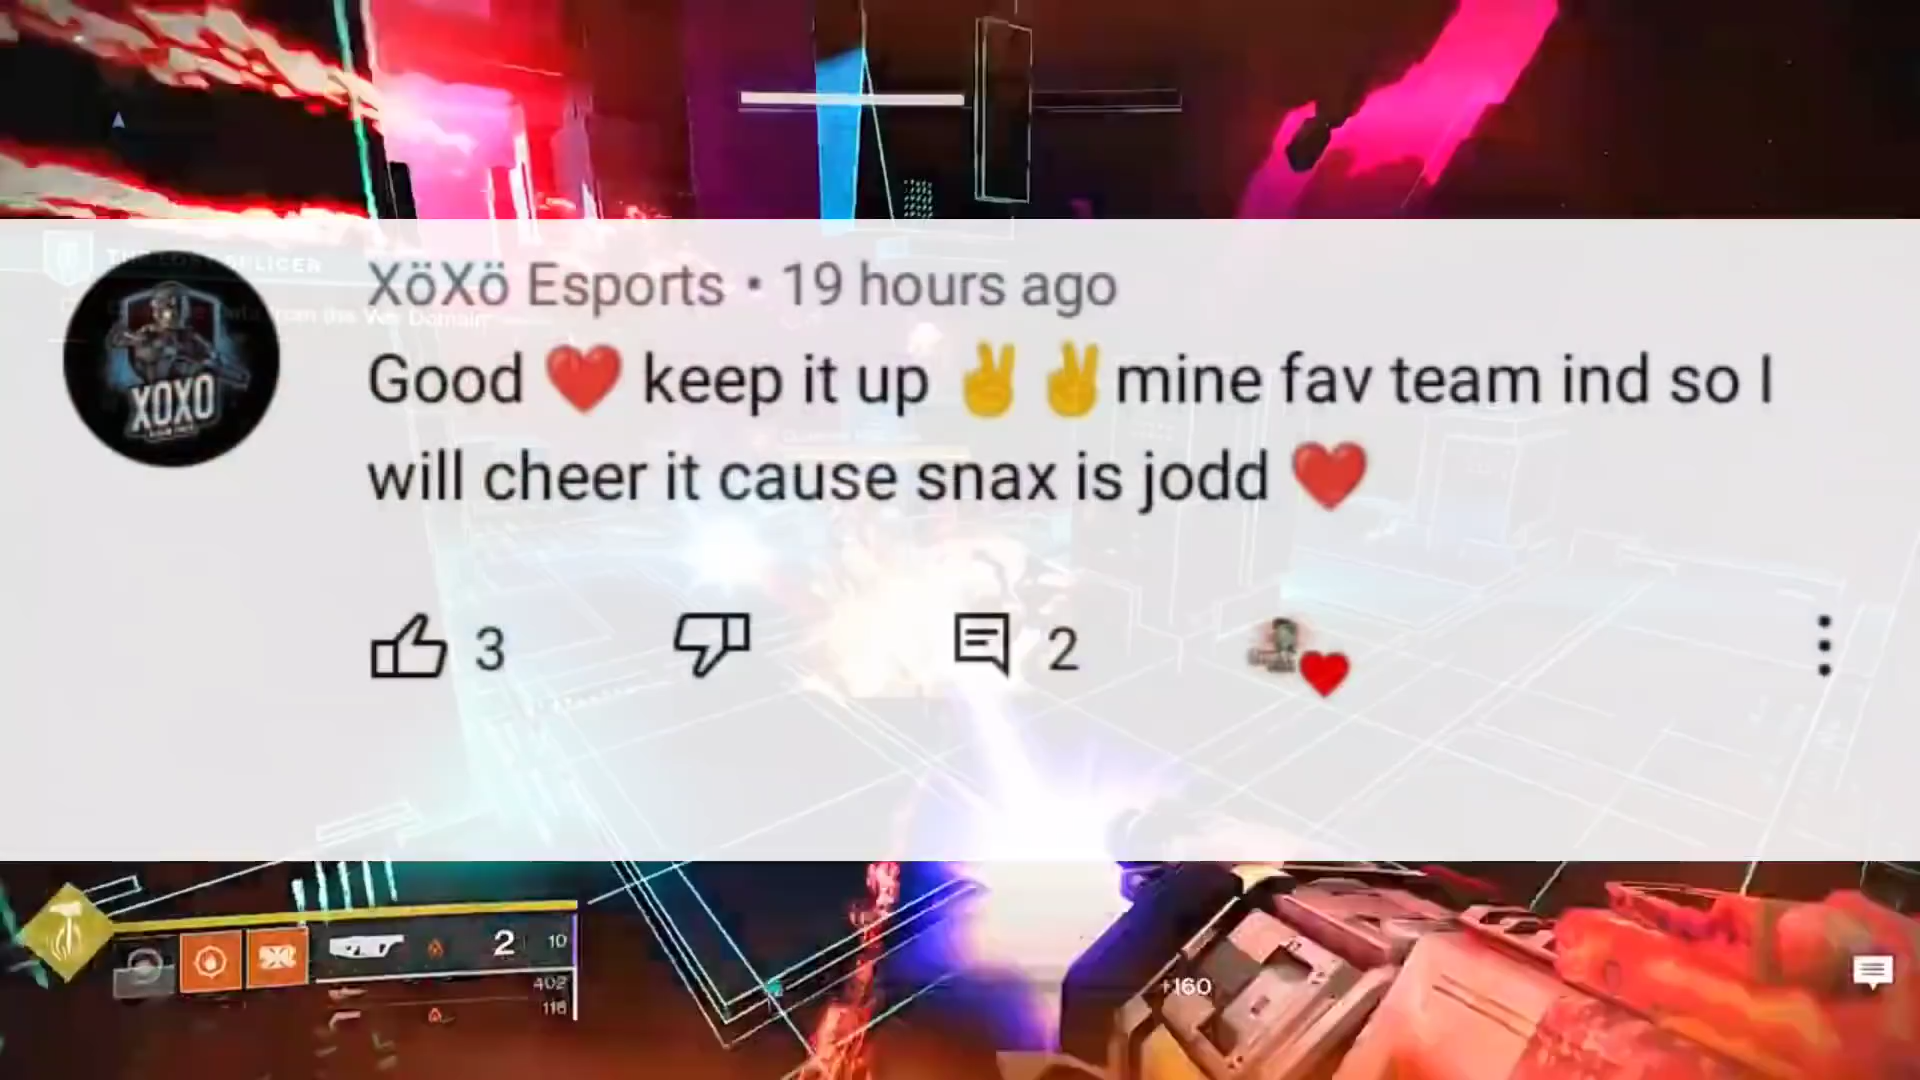 XöXö Esports • 19 hours ago
Good ❤️ keep it up ✌️ ✌️ mine fav team ind so I
will cheer it cause snax is jodd ❤️
3
2
XOXO
2 10
402
116
+160